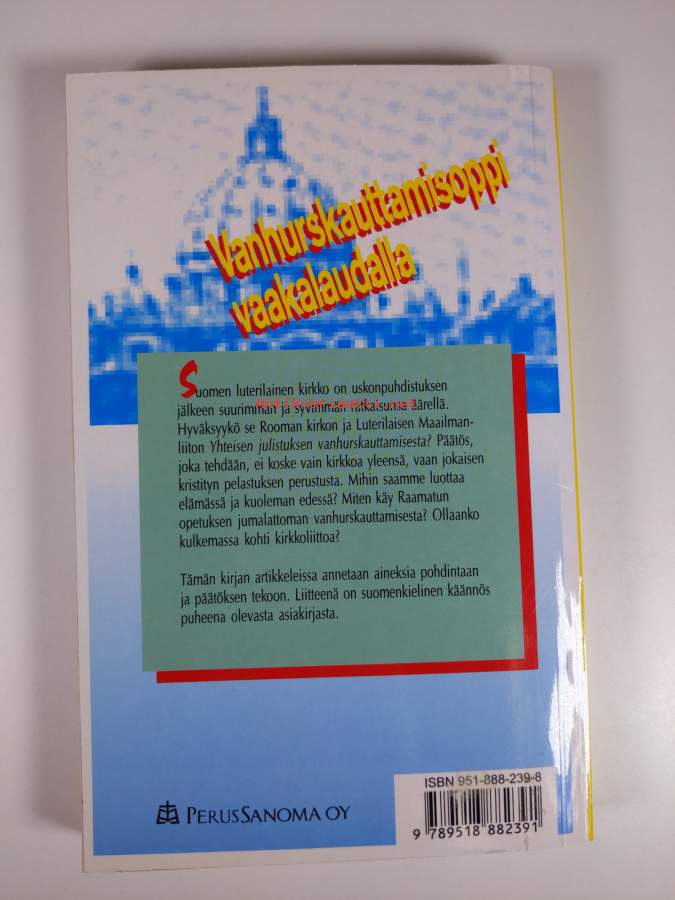 Vanhurskauttamisoppi
vaakalaudalla
Suomen luterilainen kirkko on uskonpuhdistuksen
jälkeen suurimman ja syvimmän ratkaisunsa äärellä.
Hyväksyykö se Rooman kirkon ja Luterilaisen Maailman-
liiton Yhteisen julistuksen vanhurskauttamisesta? Päätös,
joka tehdään, ei koske vain kirkkoa yleensä, vaan jokaisen
kristityn pelastuksen perustusta. Mihin saamme luottaa
elämässä ja kuoleman edessä? Miten käy Raamatun
opetuksen jumalattoman vanhurskauttamisesta? Ollaanko
kulkemassa kohti kirkkoliittoa?
Tämän kirjan artikkeleissa annetaan aineksia pohdintaan
ja päätöksen tekoon. Liitteenä on suomenkielinen käännös
puheena olevasta asiakirjasta.
ISBN 951-888-239-8
9 789518 882391
PERUSSANOMA OY